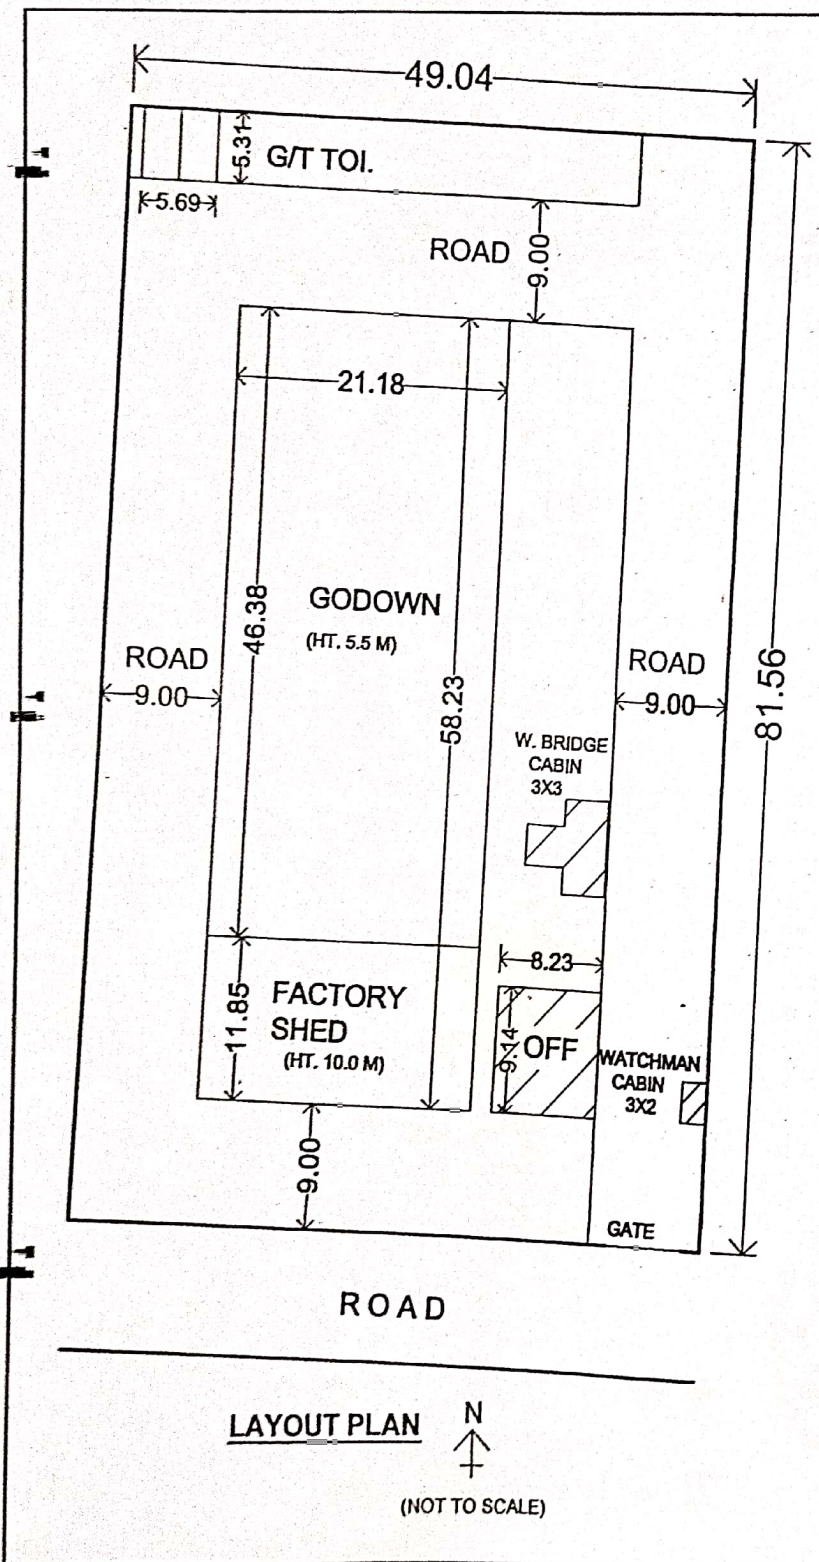 49.04
5.31
G/T TOI.
5.69
ROAD
9.00
21.18
46.38
GODOWN
(HT. 5.5 M)
58.23
ROAD
9.00
ROAD
9.00
81.56
W. BRIDGE
CABIN
3X3
8.23
11.85
FACTORY
SHED
(HT. 10.0 M)
9.14
OFF
WATCHMAN
CABIN
3X2
9.00
GATE
ROAD
LAYOUT PLAN
N
(NOT TO SCALE)